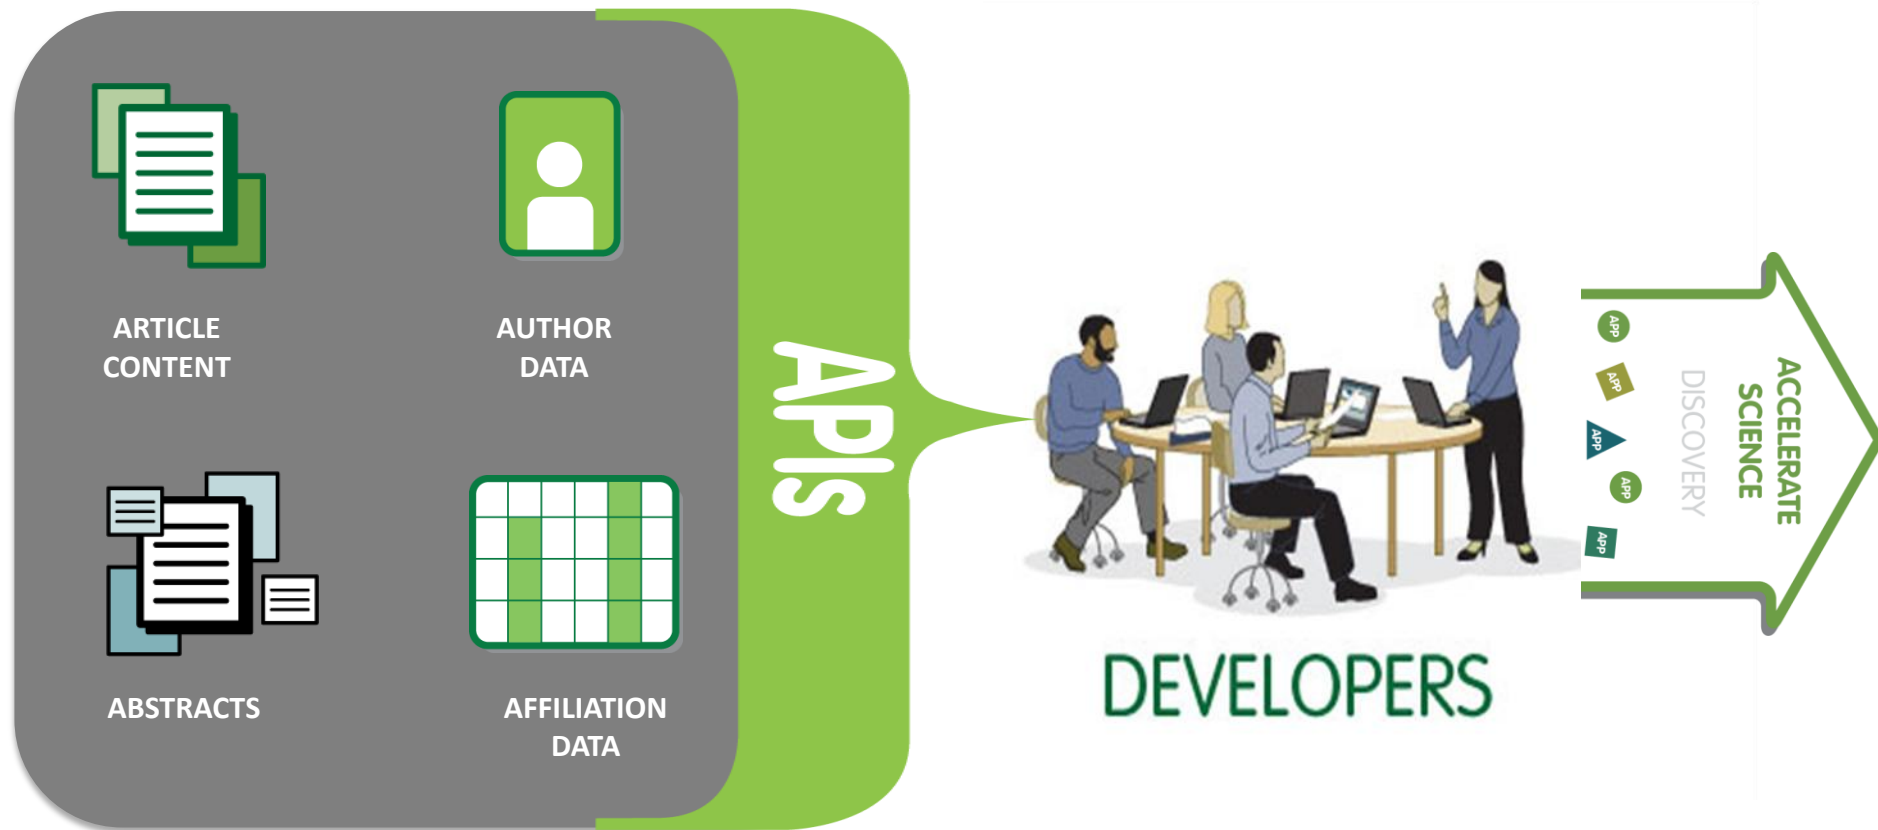 ARTICLE
CONTENT
AUTHOR
DATA
ABSTRACTS
AFFILIATION
DATA
APIs
DEVELOPERS
APP
APP
APP
APP
APP
DISCOVERY
ACCELERATE
SCIENCE